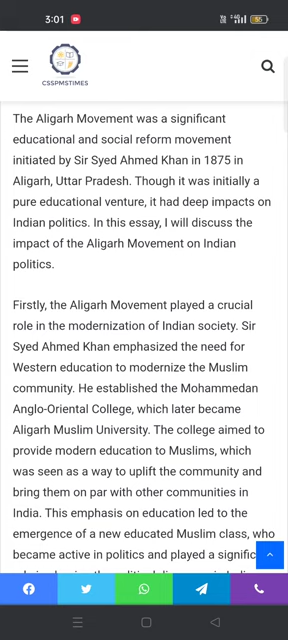 3:01
Vo
LTE
4G
55
CSSPMSTIMES
The Aligarh Movement was a significant
educational and social reform movement
initiated by Sir Syed Ahmed Khan in 1875 in
Aligarh, Uttar Pradesh. Though it was initially a
pure educational venture, it had deep impacts on
Indian politics. In this essay, I will discuss the
impact of the Aligarh Movement on Indian
politics.
Firstly, the Aligarh Movement played a crucial
role in the modernization of Indian society. Sir
Syed Ahmed Khan emphasized the need for
Western education to modernize the Muslim
community. He established the Mohammedan
Anglo-Oriental College, which later became
Aligarh Muslim University. The college aimed to
provide modern education to Muslims, which
was seen as a way to uplift the community and
bring them on par with other communities in
India. This emphasis on education led to the
emergence of a new educated Muslim class, who
became active in politics and played a signific